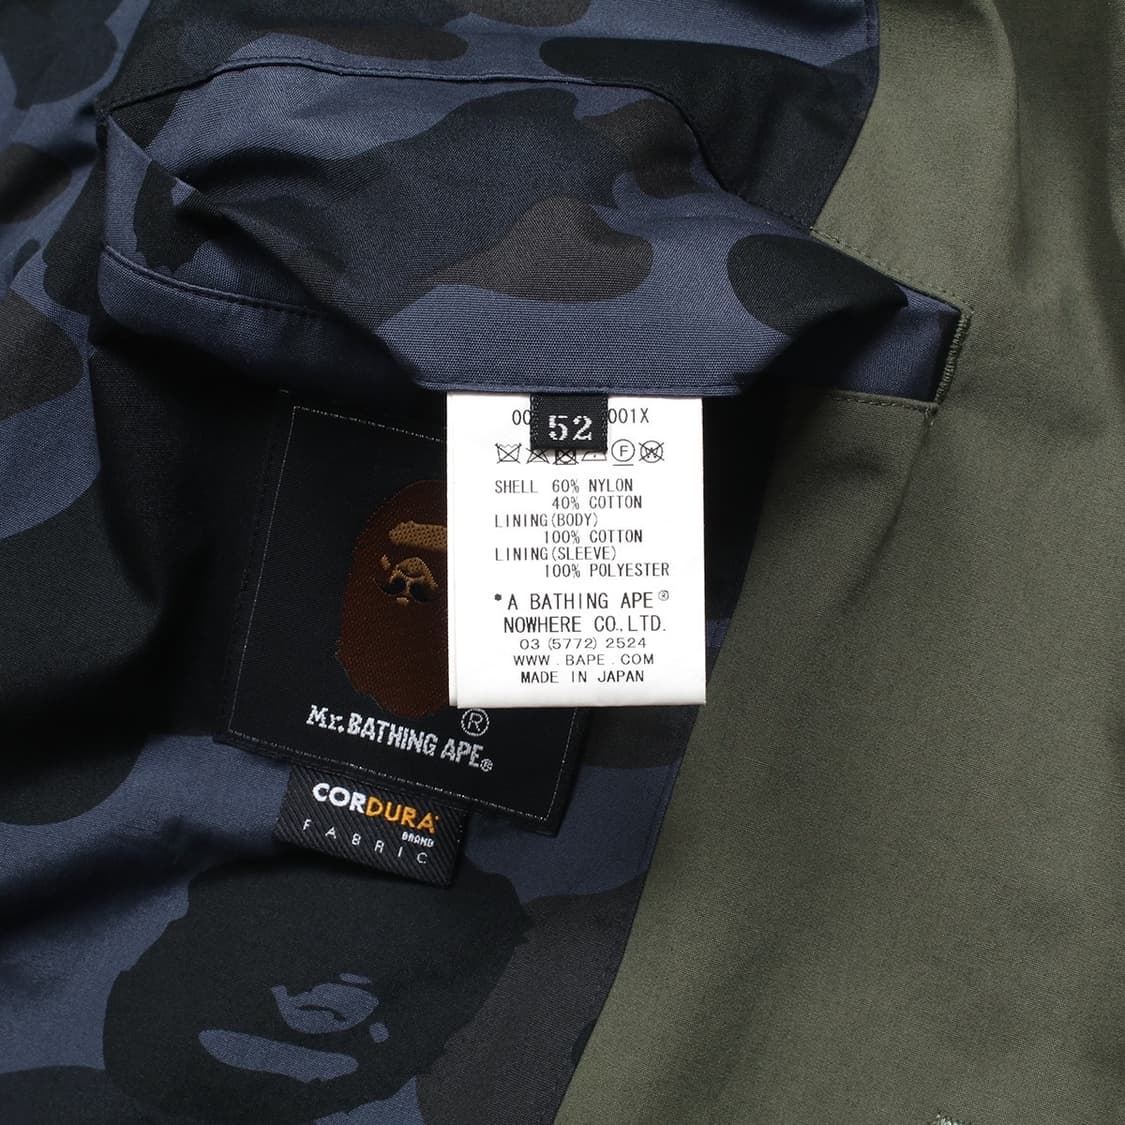 52
001X
F W
SHELL 60% NYLON
40% COTTON
LINING(BODY)
100% COTTON
LINING(SLEEVE)
100% POLYESTER
*A BATHING APE®
NOWHERE CO.,LTD.
03 (5772) 2524
WWW.BAPE.COM
MADE IN JAPAN
®
Mr.BATHING APE®
CORDURA
BRAND
FABRIC